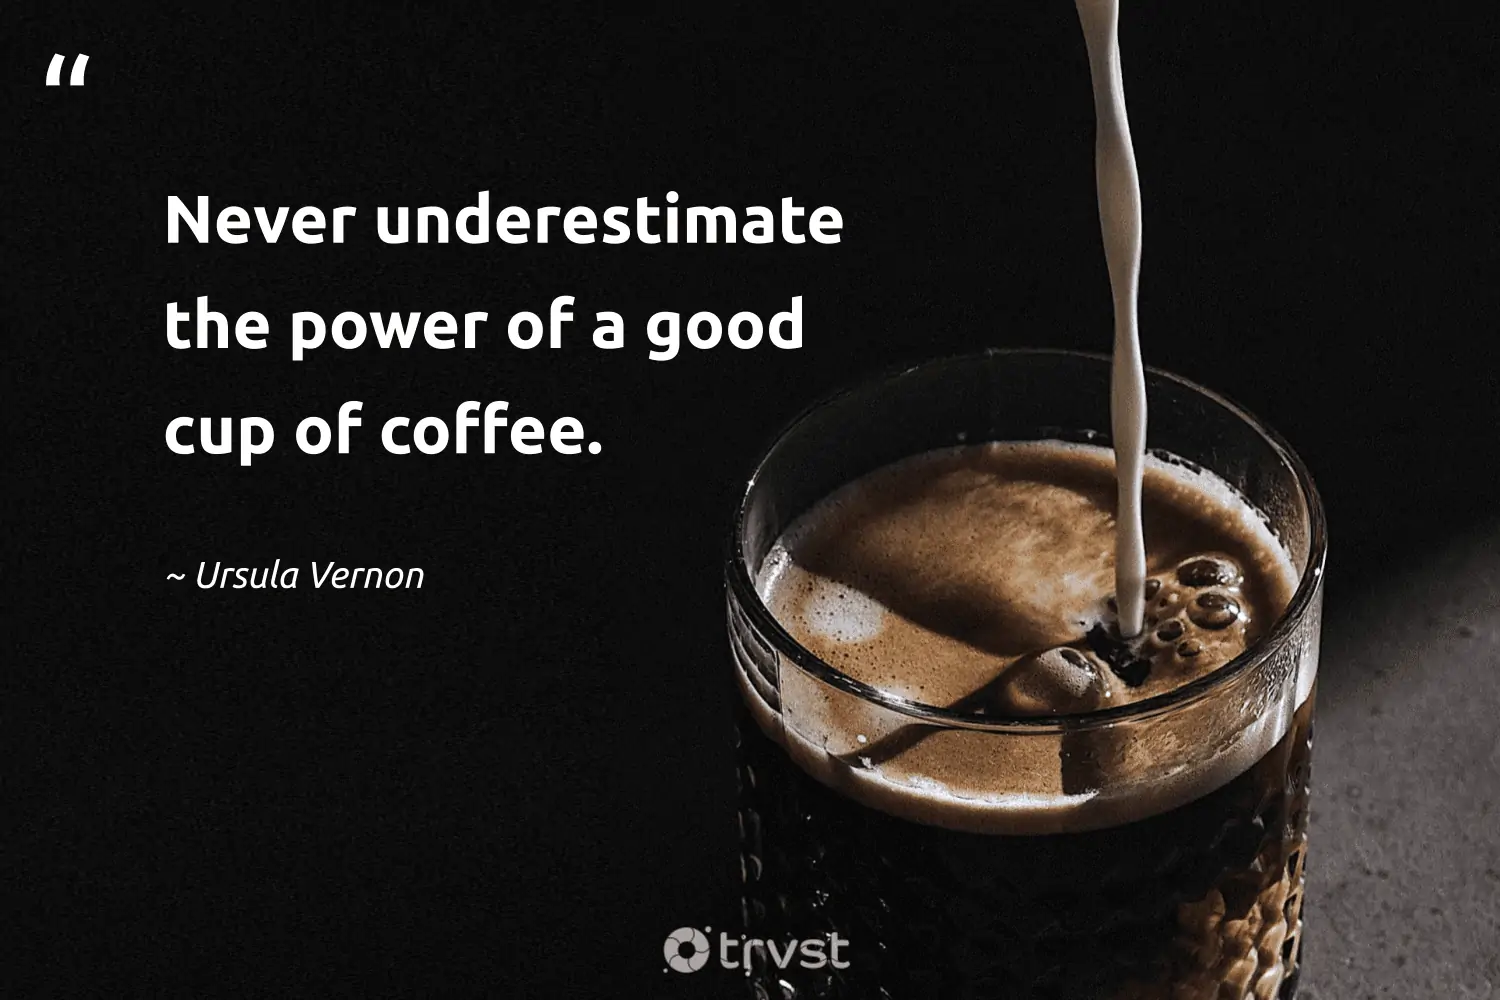 “
Never underestimate
the power of a good
cup of coffee.
~ Ursula Vernon
trvst